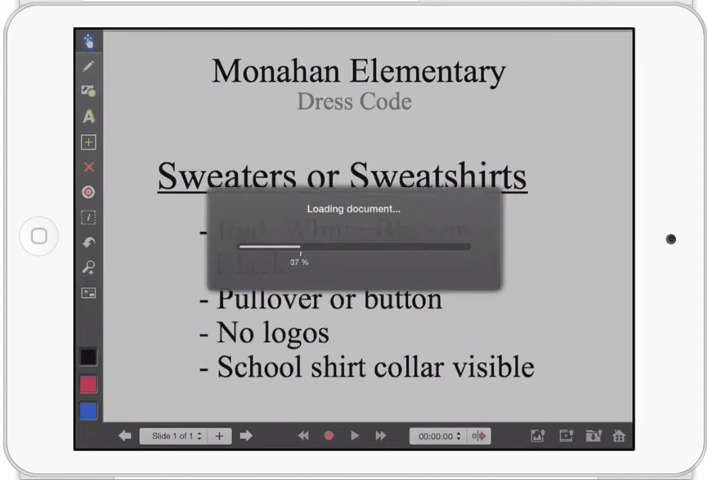 Monahan Elementary
Dress Code
Sweaters or Sweatshirts
Loading document...
37 %
- Pullover or button
- No logos
- School shirt collar visible
Slide 1 of 1
00:00:00